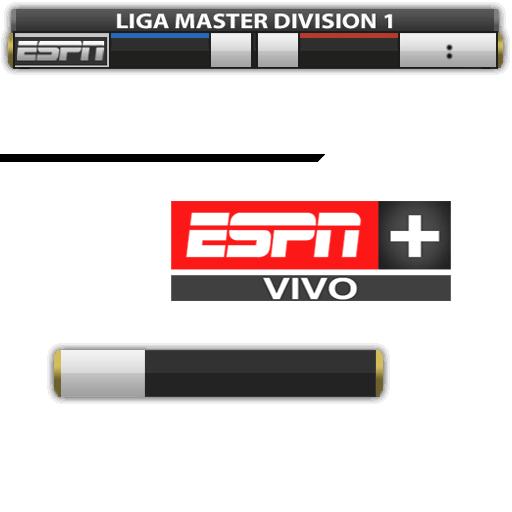 LIGA MASTER DIVISION 1
ESPN :
ESPN+
VIVO